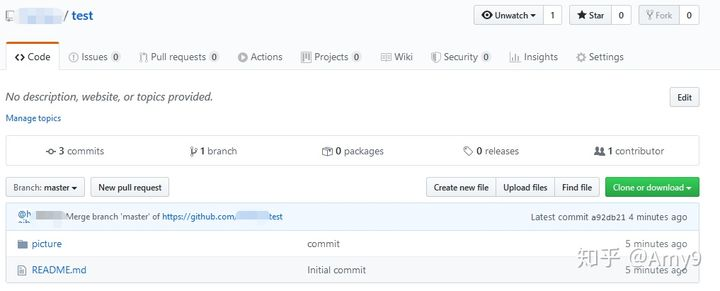 / test
Unwatch 1 Star 0 Fork 0
Code Issues 0 Pull requests 0 Actions Projects 0 Wiki Security 0 Insights Settings
No description, website, or topics provided.
Edit
Manage topics
3 commits 1 branch 0 packages 0 releases 1 contributor
Branch: master New pull request Create new file Upload files Find file Clone or download
Merge branch 'master' of https://github.com/ test Latest commit a92db21 4 minutes ago
picture commit 5 minutes ago
README.md Initial commit 5 minutes ago
知乎 @Amy9